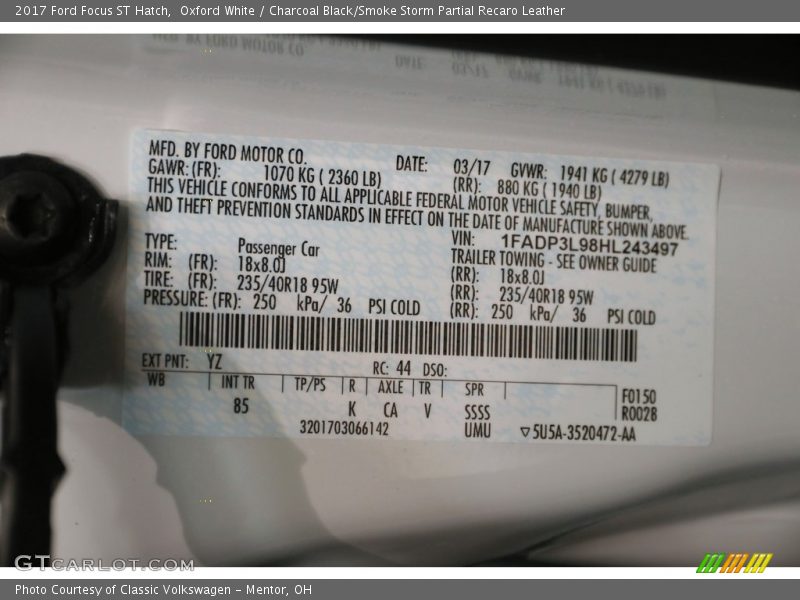 2017 Ford Focus ST Hatch,  Oxford White / Charcoal Black/Smoke Storm Partial Recaro Leather
MFD. BY FORD MOTOR CO.
DATE: 03/17 GVWR: 1941 KG ( 4279 LB)
GAWR: (FR): 1070 KG ( 2360 LB) (RR): 880 KG ( 1940 LB)
THIS VEHICLE CONFORMS TO ALL APPLICABLE FEDERAL MOTOR VEHICLE SAFETY, BUMPER,
AND THEFT PREVENTION STANDARDS IN EFFECT ON THE DATE OF MANUFACTURE SHOWN ABOVE.
VIN: 1FADP3L98HL243497
TYPE: Passenger Car TRAILER TOWING - SEE OWNER GUIDE
RIM: (FR): 18x8.0J (RR): 18x8.0J
TIRE: (FR): 235/40R18 95W (RR): 235/40R18 95W
PRESSURE: (FR): 250 kPa/ 36 PSI COLD (RR): 250 kPa/ 36 PSI COLD
EXT PNT: YZ RC: 44 DSO:
WB INT TR TP/PS R AXLE TR SPR F0150
85 K CA V SSSS R002B
3201703066142 UMU ▽5U5A-3520472-AA
GTCARLOT.COM
Photo Courtesy of Classic Volkswagen - Mentor, OH